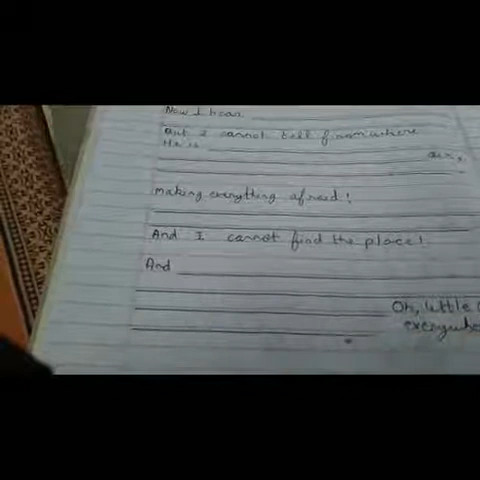 Now I hear
But I cannot tell from where
He is
air,
making everything afraid!
And I cannot find the place!
And
Oh, little